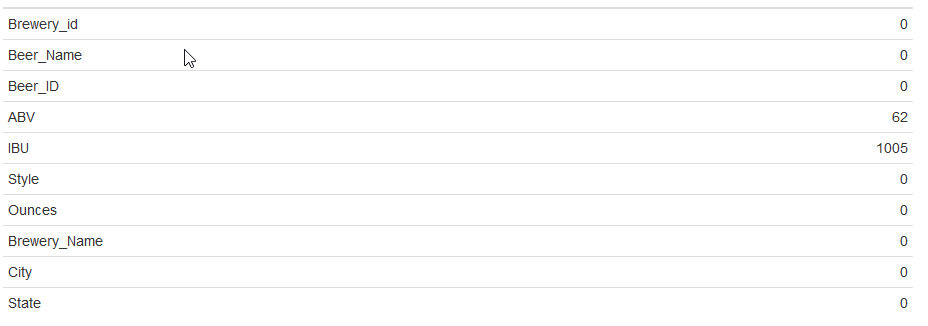 Brewery_id 0
Beer_Name 0
Beer_ID 0
ABV 62
IBU 1005
Style 0
Ounces 0
Brewery_Name 0
City 0
State 0